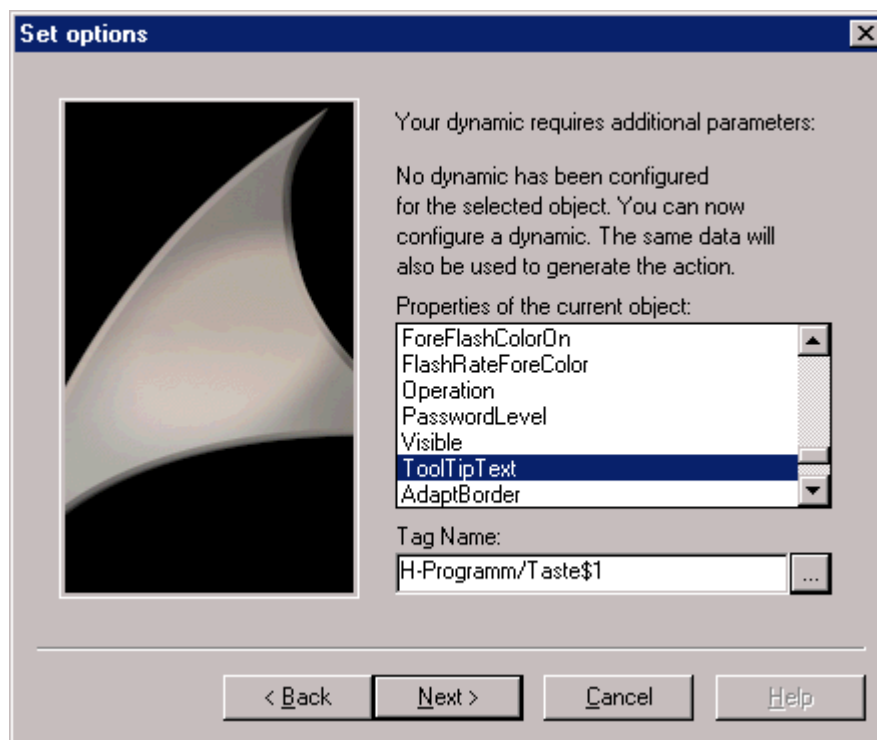 Set options
Your dynamic requires additional parameters:
No dynamic has been configured
for the selected object. You can now
configure a dynamic. The same data will
also be used to generate the action.
Properties of the current object:
ForeFlashColorOn
FlashRateForeColor
Operation
PasswordLevel
Visible
ToolTipText
AdaptBorder
Tag Name:
H-Programm/Taste$1
...
< Back Next > Cancel Help